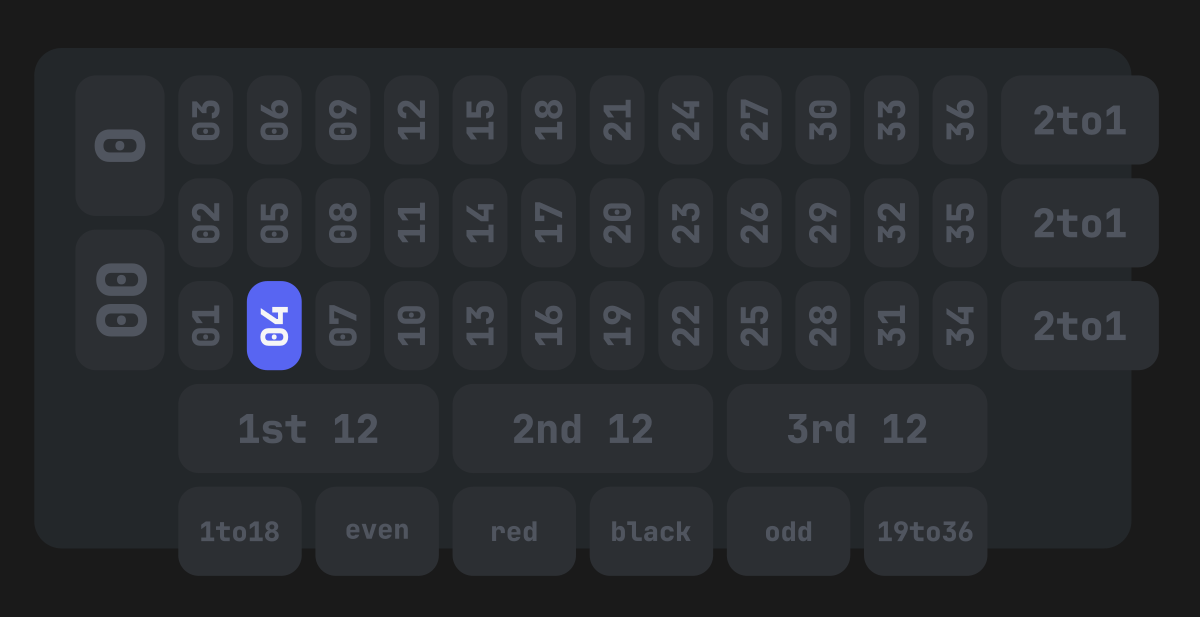 0 03 06 09 12 15 18 21 24 27 30 33 36 2to1
00 02 05 08 11 14 17 20 23 26 29 32 35 2to1
01 04 07 10 13 16 19 22 25 28 31 34 2to1
1st 12 2nd 12 3rd 12
1to18 even red black odd 19to36